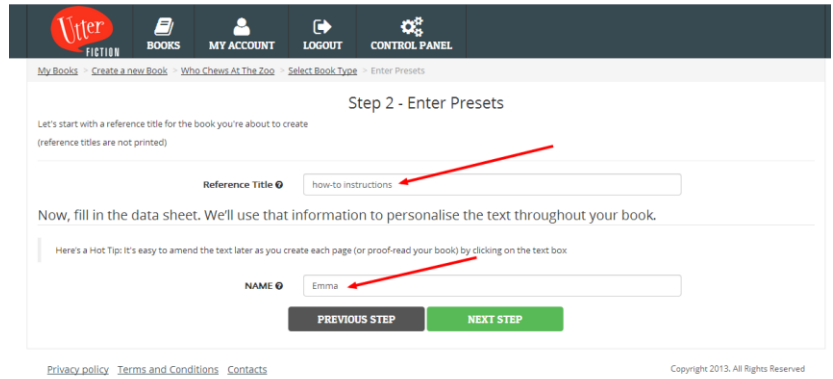 Utter
FICTION
BOOKS MY ACCOUNT LOGOUT CONTROL PANEL
My Books > Create a new Book > Who Chews At The Zoo > Select Book Type > Enter Presets
Step 2 - Enter Presets
Let's start with a reference title for the book you're about to create
(reference titles are not printed)
Reference Title how-to instructions
Now, fill in the data sheet. We'll use that information to personalise the text throughout your book.
Here's a Hot Tip: It's easy to amend the text later as you create each page (or proof-read your book) by clicking on the text box
NAME Emma
PREVIOUS STEP NEXT STEP
Privacy policy Terms and Conditions Contacts Copyright 2013. All Rights Reserved